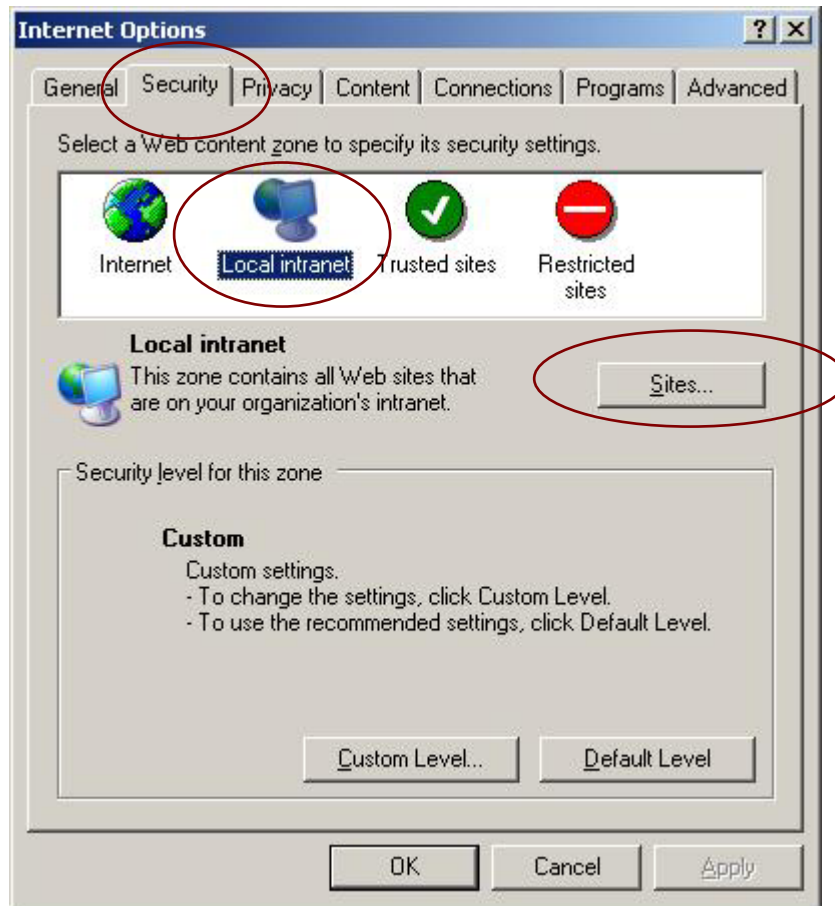 Internet Options
General Security Privacy Content Connections Programs Advanced
Select a Web content zone to specify its security settings.
Internet Local intranet Trusted sites Restricted
sites
Local intranet
This zone contains all Web sites that
are on your organization's intranet.
Sites...
Security level for this zone
Custom
Custom settings.
- To change the settings, click Custom Level.
- To use the recommended settings, click Default Level.
Custom Level... Default Level
OK Cancel Apply